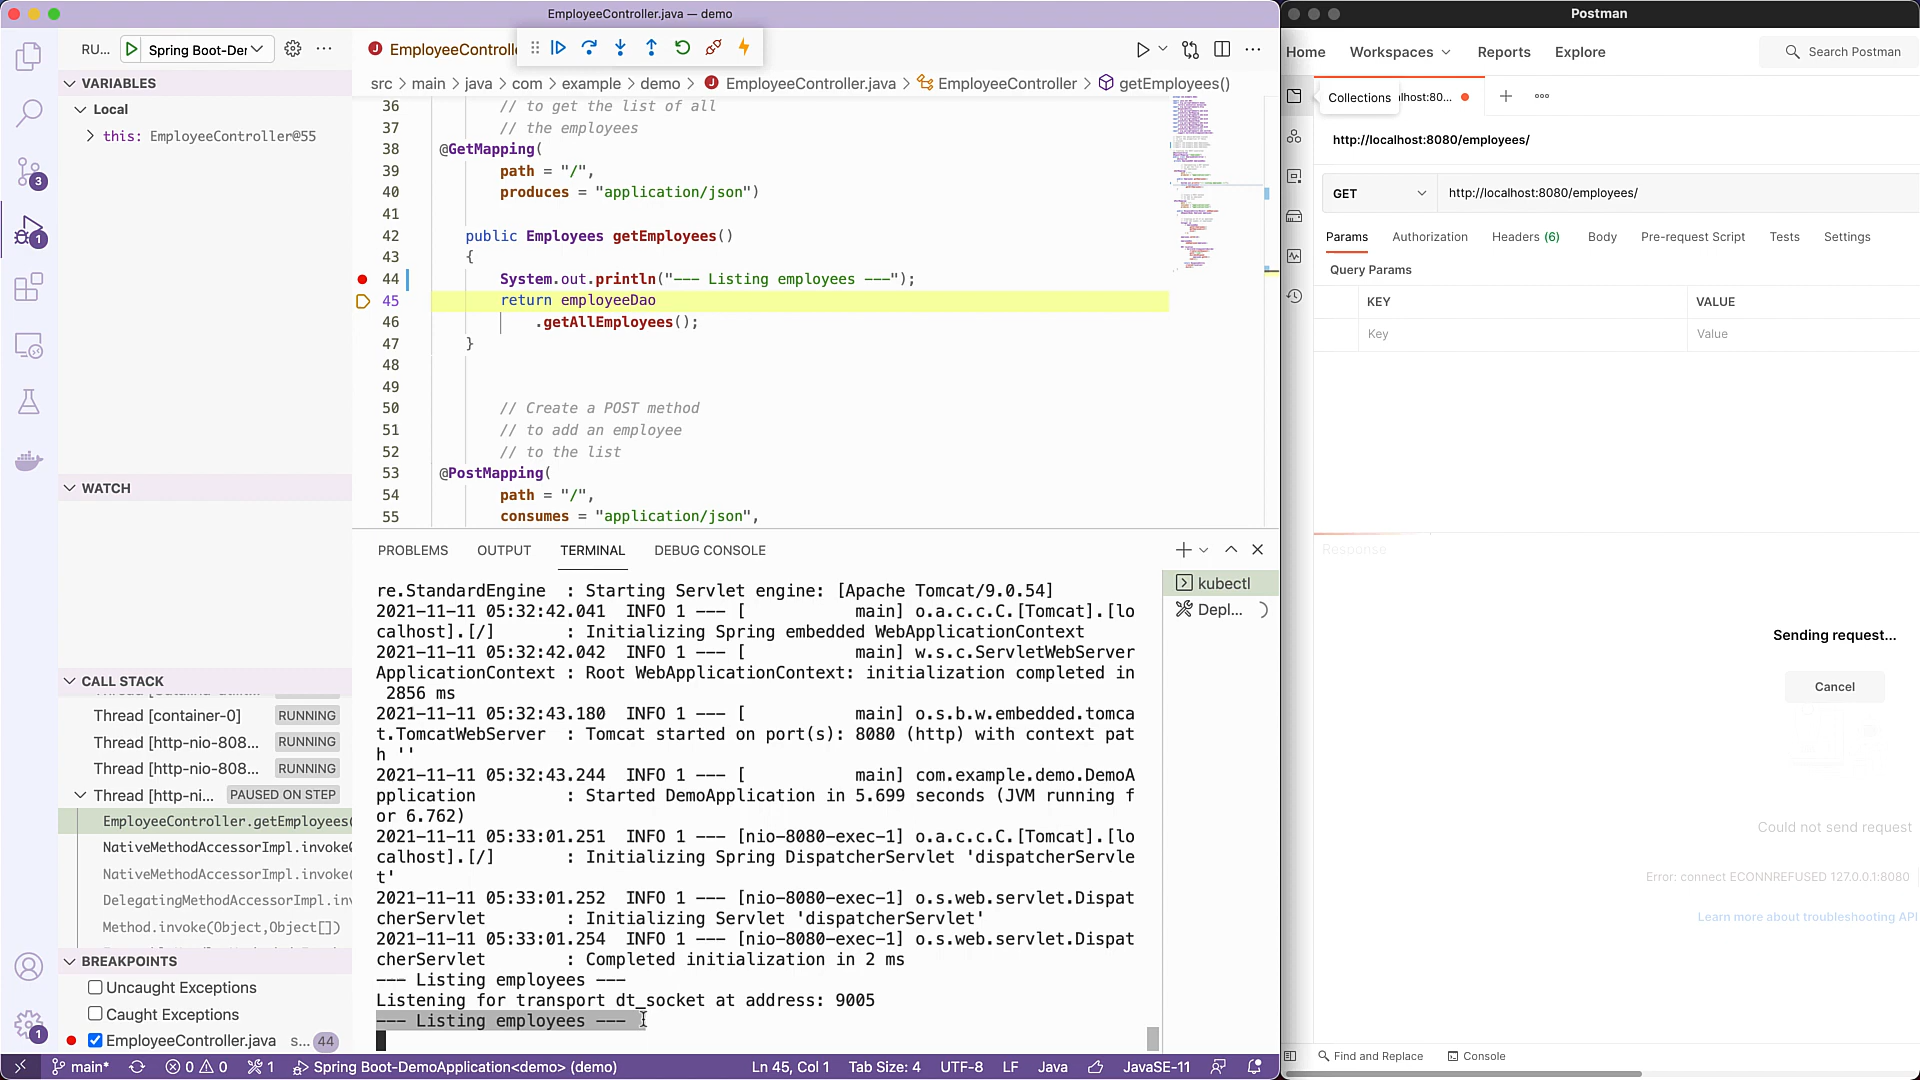 EmployeeController.java — demo
RU...
Spring Boot-Der
EmployeeControlle
src > main > java > com > example > demo > EmployeeController.java > EmployeeController > getEmployees()
VARIABLES
Local
this: EmployeeController@55
WATCH
CALL STACK
Thread [container-0] RUNNING
Thread [http-nio-808... RUNNING
Thread [http-nio-808... RUNNING
Thread [http-ni... PAUSED ON STEP
EmployeeController.getEmployees(
NativeMethodAccessorImpl.invoke0
NativeMethodAccessorImpl.invoke(
DelegatingMethodAccessorImpl.inv
Method.invoke(Object,Object[])
BREAKPOINTS
Uncaught Exceptions
Caught Exceptions
EmployeeController.java s... 44
3
1
1
36 // to get the list of all
37 // the employees
38 @GetMapping(
39 path = "/",
40 produces = "application/json")
41
42 public Employees getEmployees()
43 {
44 System.out.println("--- Listing employees ---");
45 return employeeDao
46 .getAllEmployees();
47 }
48
49
50 // Create a POST method
51 // to add an employee
52 // to the list
53 @PostMapping(
54 path = "/",
55 consumes = "application/json",
PROBLEMS OUTPUT TERMINAL DEBUG CONSOLE
kubectl
Depl...
re.StandardEngine  : Starting Servlet engine: [Apache Tomcat/9.0.54]
2021-11-11 05:32:42.041  INFO 1 --- [           main] o.a.c.c.C.[Tomcat].[lo
calhost].[/]       : Initializing Spring embedded WebApplicationContext
2021-11-11 05:32:42.042  INFO 1 --- [           main] w.s.c.ServletWebServer
ApplicationContext : Root WebApplicationContext: initialization completed in
2856 ms
2021-11-11 05:32:43.180  INFO 1 --- [           main] o.s.b.w.embedded.tomca
t.TomcatWebServer  : Tomcat started on port(s): 8080 (http) with context pat
h ''
2021-11-11 05:32:43.244  INFO 1 --- [           main] com.example.demo.DemoA
pplication         : Started DemoApplication in 5.699 seconds (JVM running f
or 6.762)
2021-11-11 05:33:01.251  INFO 1 --- [nio-8080-exec-1] o.a.c.c.C.[Tomcat].[lo
calhost].[/]       : Initializing Spring DispatcherServlet 'dispatcherServle
t'
2021-11-11 05:33:01.252  INFO 1 --- [nio-8080-exec-1] o.s.web.servlet.Dispat
cherServlet        : Initializing Servlet 'dispatcherServlet'
2021-11-11 05:33:01.254  INFO 1 --- [nio-8080-exec-1] o.s.web.servlet.Dispat
cherServlet        : Completed initialization in 2 ms
--- Listing employees ---
Listening for transport dt_socket at address: 9005
--- Listing employees ---
main* 0 0 1 Spring Boot-DemoApplication<demo> (demo) Ln 45, Col 1 Tab Size: 4 UTF-8 LF Java JavaSE-11
Postman
Home Workspaces Reports Explore Search Postman
Collections lhost:80...
http://localhost:8080/employees/
GET http://localhost:8080/employees/
Params Authorization Headers (6) Body Pre-request Script Tests Settings
Query Params
KEY VALUE
Key Value
Response
Sending request...
Cancel
Could not send request
Error: connect ECONNREFUSED 127.0.0.1:8080
Learn more about troubleshooting API
Find and Replace Console